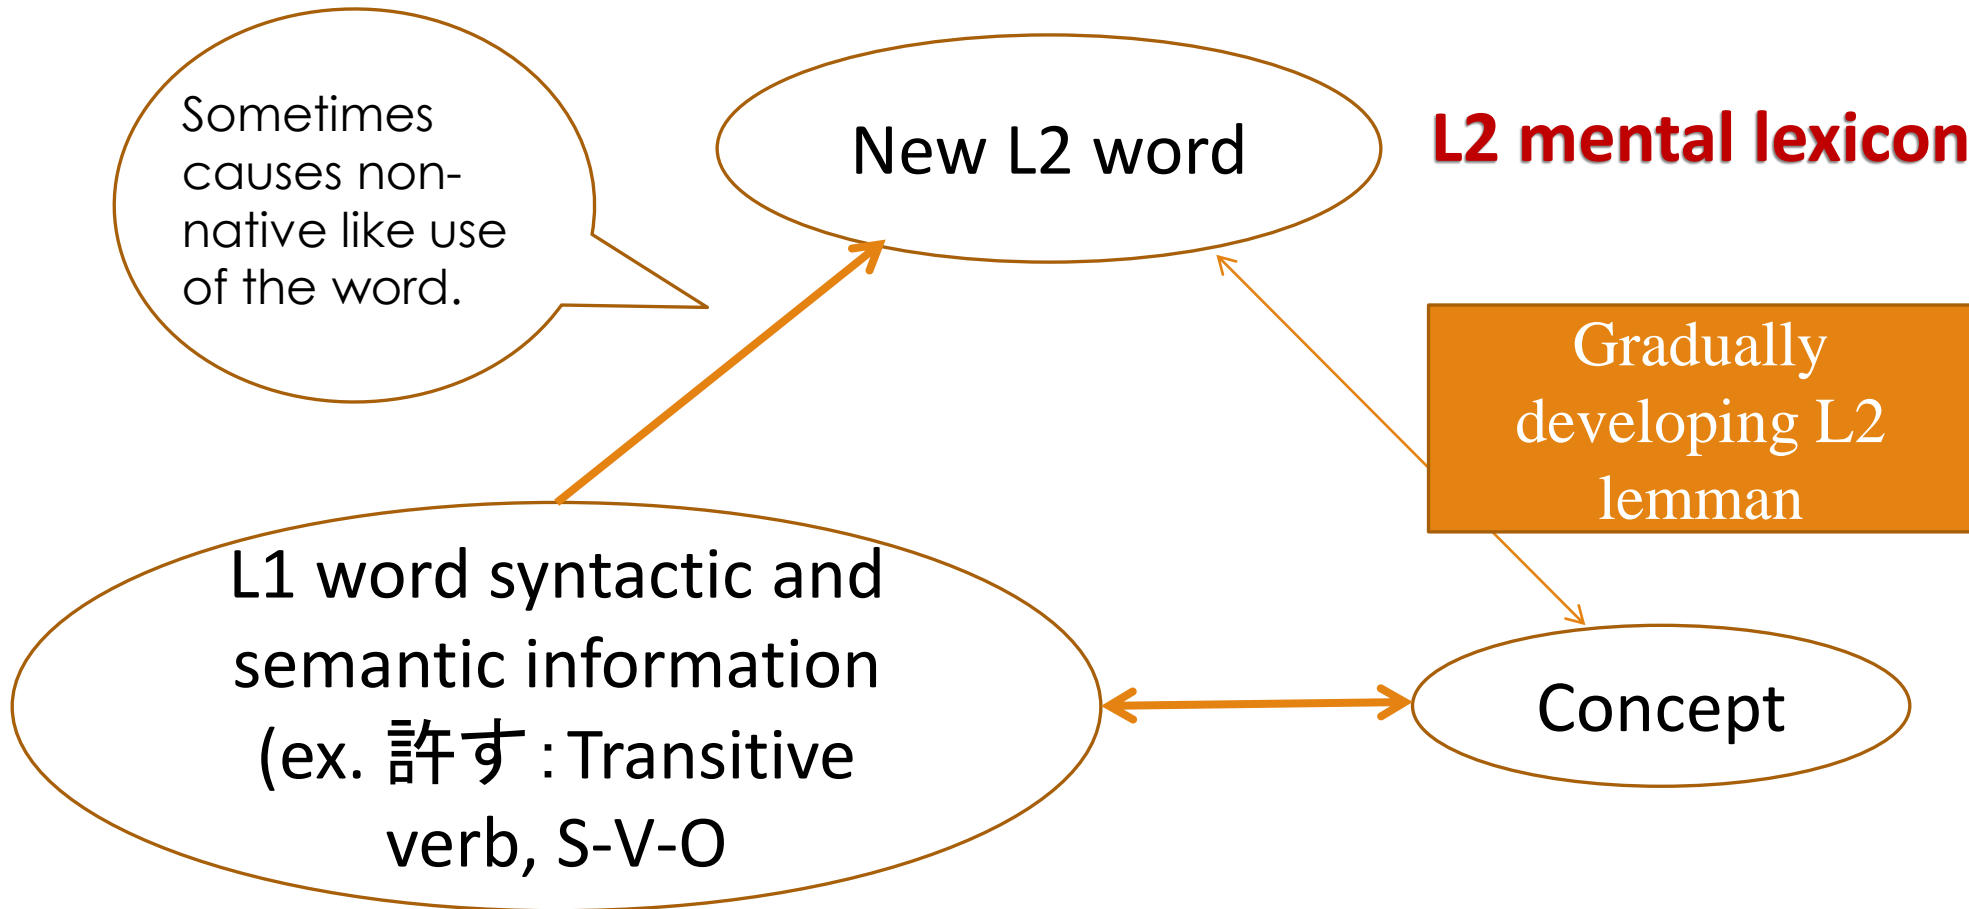 Sometimes
causes non-
native like use
of the word.
New L2 word
L2 mental lexicon
Gradually
developing L2
lemman
L1 word syntactic and
semantic information
(ex. 許す：Transitive
verb, S-V-O
Concept